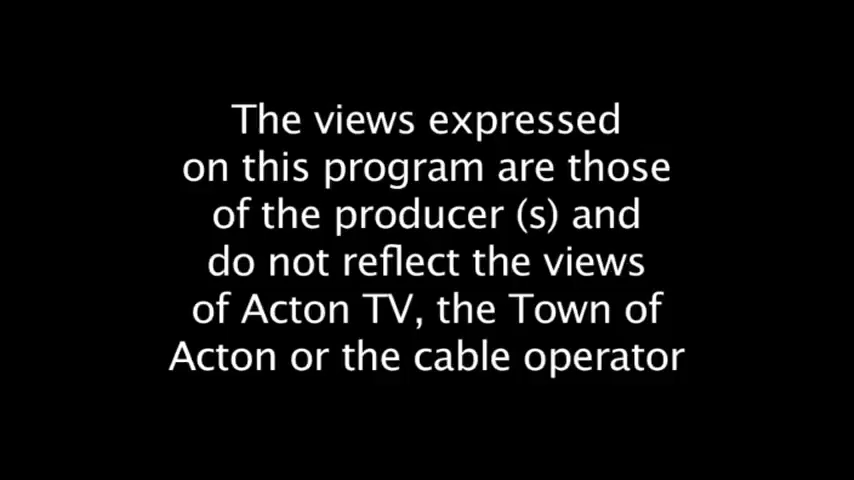 The views expressed
on this program are those
of the producer (s) and
do not reflect the views
of Acton TV, the Town of
Acton or the cable operator